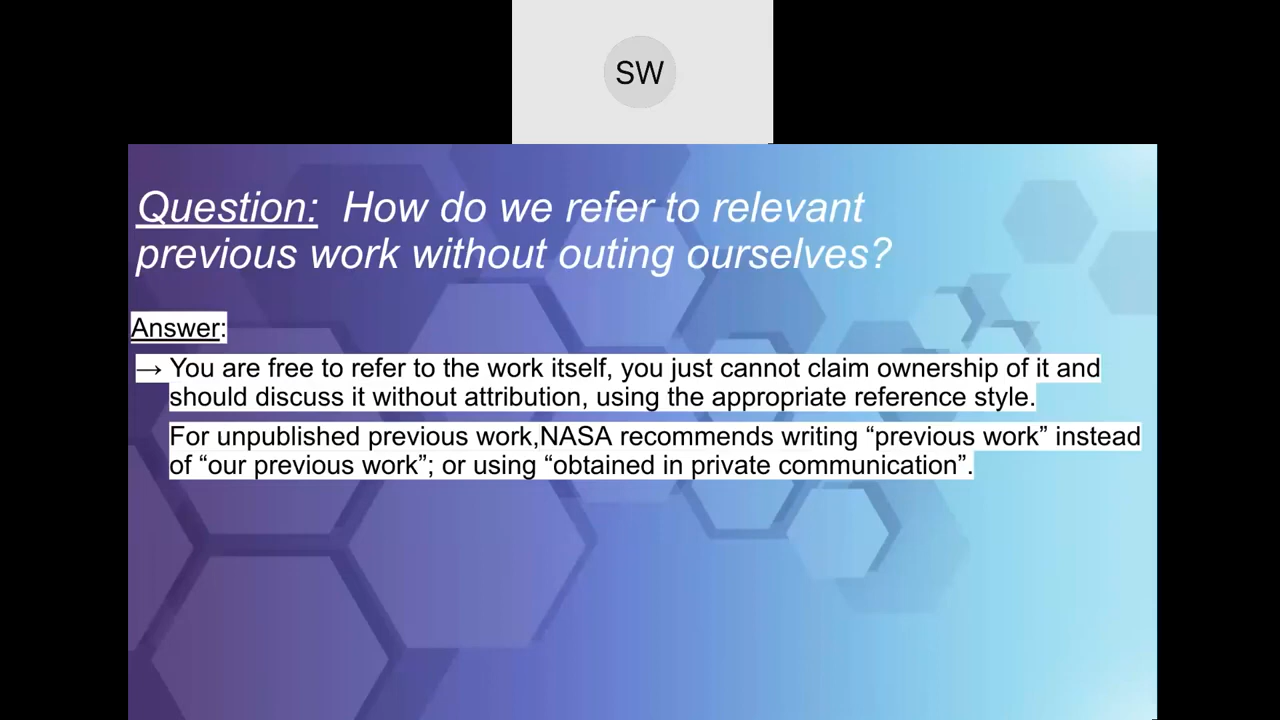 SW
Question: How do we refer to relevant
previous work without outing ourselves?
Answer:
→ You are free to refer to the work itself, you just cannot claim ownership of it and
should discuss it without attribution, using the appropriate reference style.
For unpublished previous work,NASA recommends writing “previous work” instead
of “our previous work”; or using “obtained in private communication”.